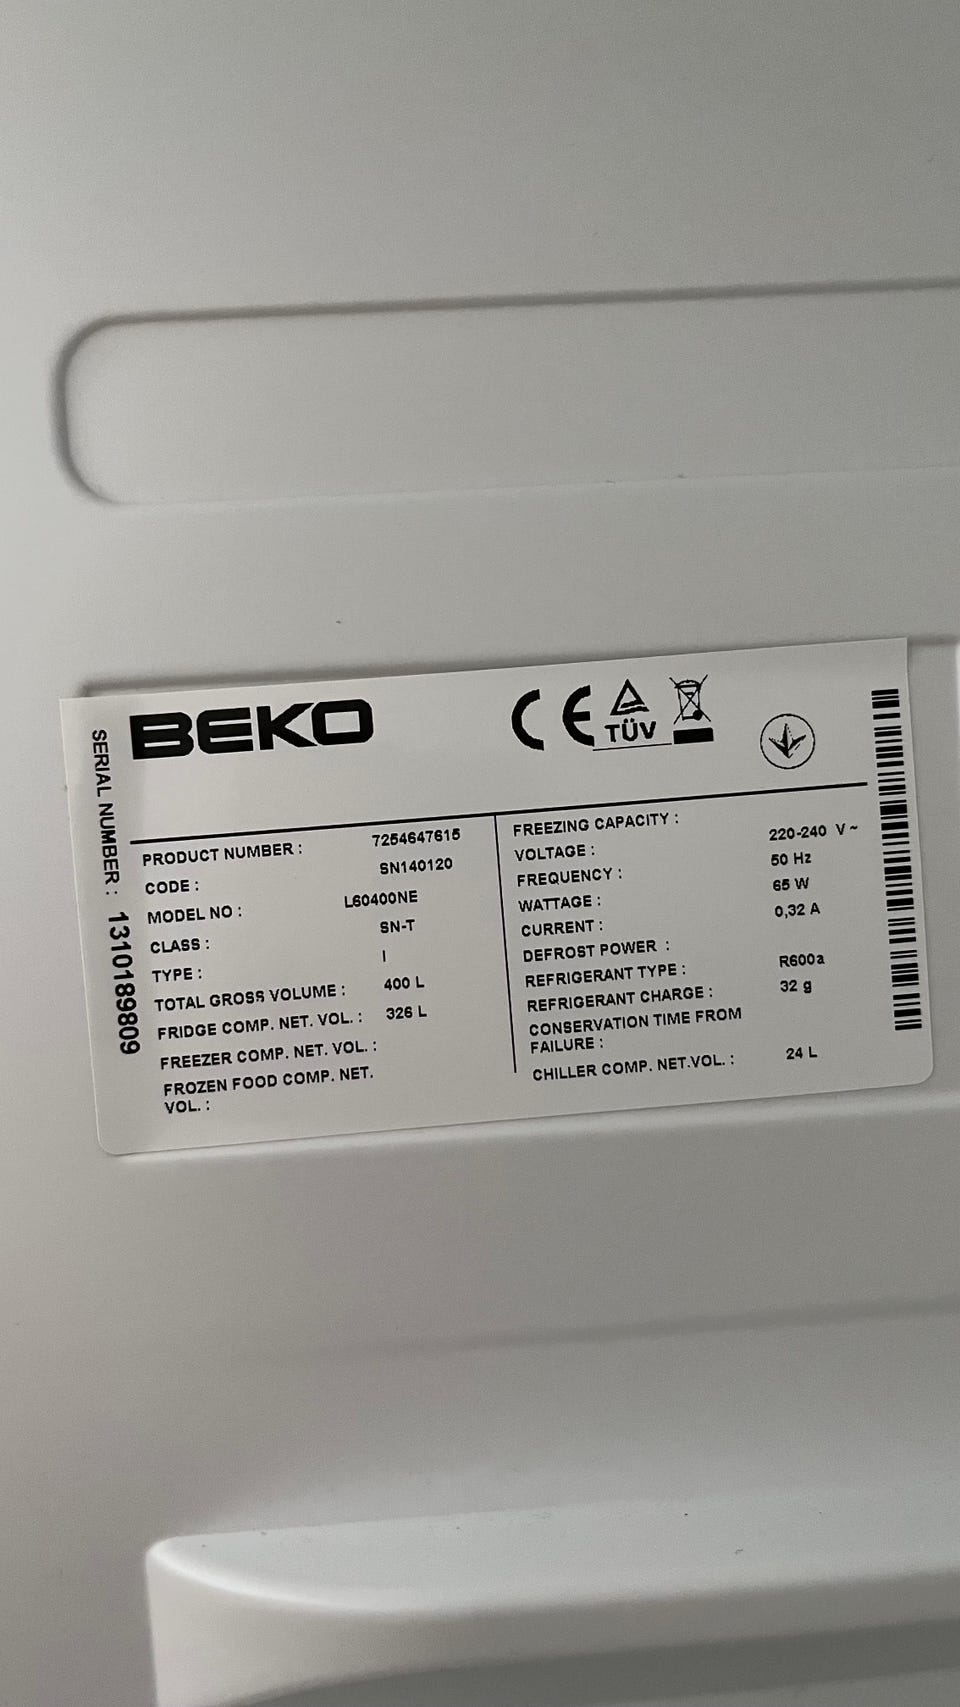 BEKO
CE TÜV
SERIAL NUMBER : 1310189809
PRODUCT NUMBER : 7254647615
CODE : SN140120
MODEL NO : L60400NE
CLASS : SN-T
TYPE : I
TOTAL GROSS VOLUME : 400 L
FRIDGE COMP. NET. VOL. : 326 L
FREEZER COMP. NET. VOL. :
FROZEN FOOD COMP. NET.
VOL. :
FREEZING CAPACITY :
VOLTAGE : 220-240 V ~
FREQUENCY : 50 Hz
WATTAGE : 65 W
CURRENT : 0,32 A
DEFROST POWER :
REFRIGERANT TYPE : R600a
REFRIGERANT CHARGE : 32 g
CONSERVATION TIME FROM
FAILURE :
CHILLER COMP. NET.VOL. : 24 L